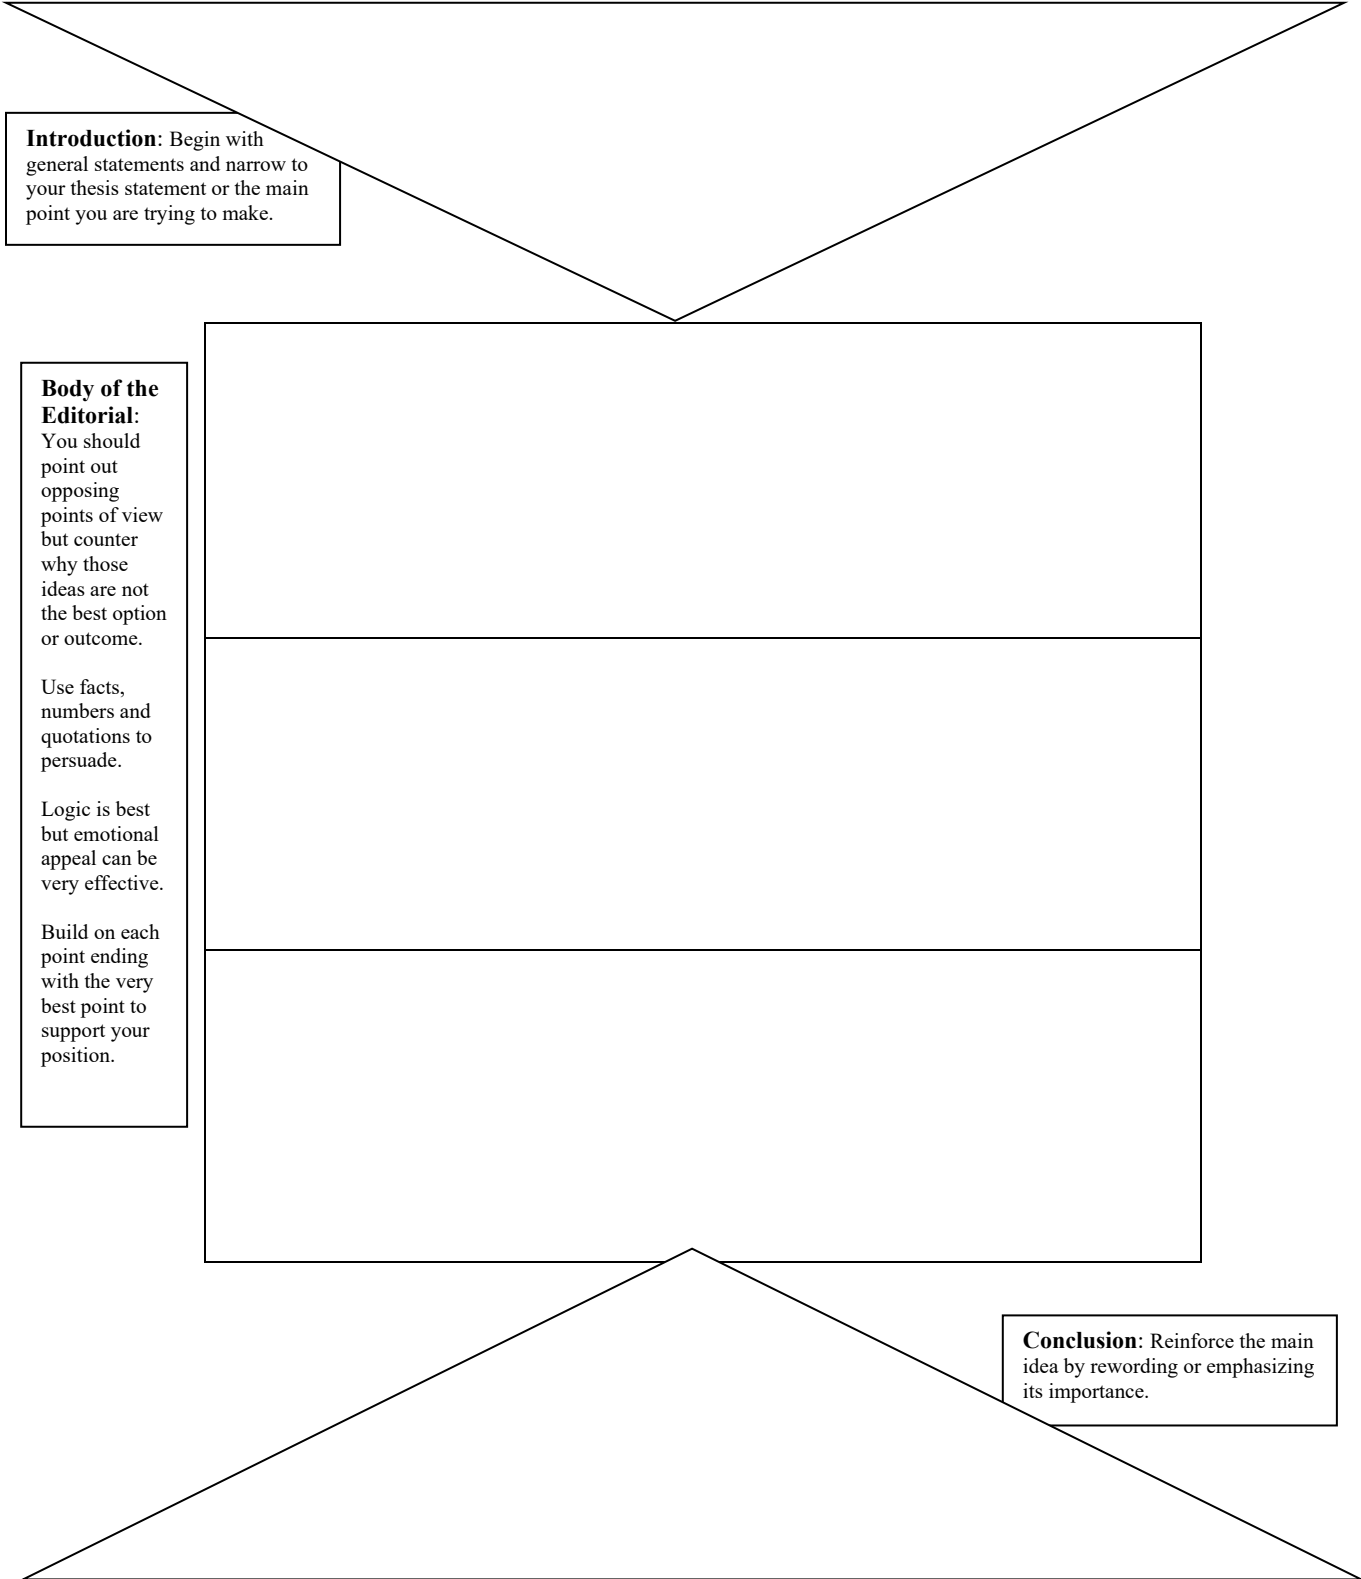 Introduction: Begin with
general statements and narrow to
your thesis statement or the main
point you are trying to make.
Body of the
Editorial:
You should
point out
opposing
points of view
but counter
why those
ideas are not
the best option
or outcome.
Use facts,
numbers and
quotations to
persuade.
Logic is best
but emotional
appeal can be
very effective.
Build on each
point ending
with the very
best point to
support your
position.
Conclusion: Reinforce the main
idea by rewording or emphasizing
its importance.